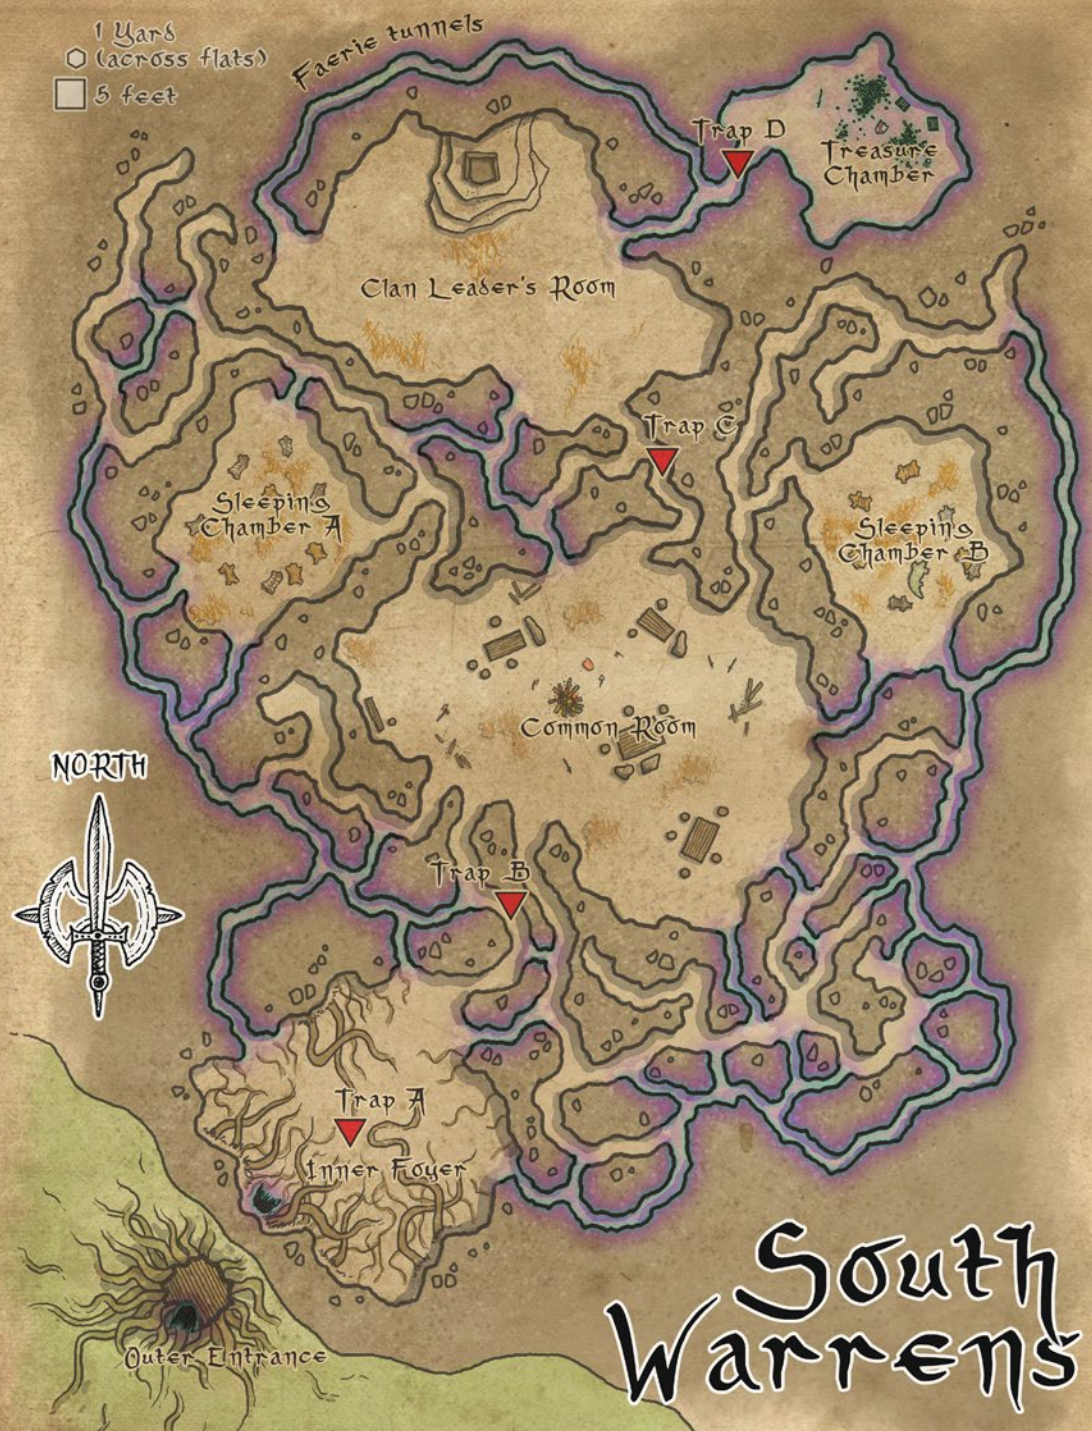 1 Yard
(across flats)
5 feet
Faerie tunnels
Trap D
Treasure
Chamber
Clan Leader's Room
Trap C
Sleeping
Chamber A
Sleeping
Chamber B
Common Room
NORTH
Trap B
Trap A
Inner Foyer
Outer Entrance
South
Warrens